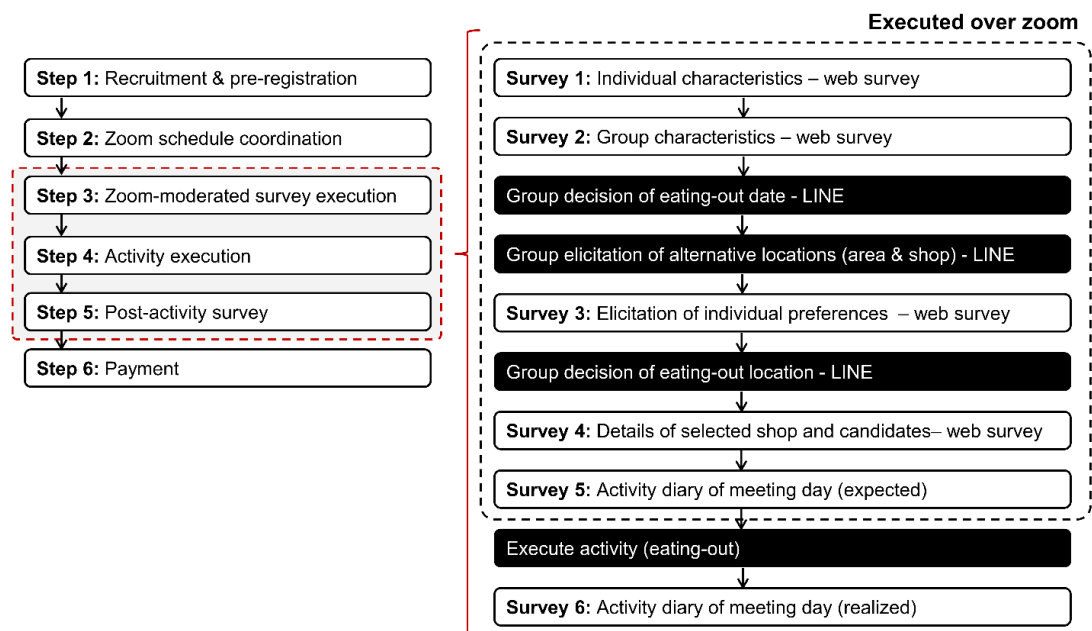 Executed over zoom
Step 1: Recruitment & pre-registration
Step 2: Zoom schedule coordination
Step 3: Zoom-moderated survey execution
Step 4: Activity execution
Step 5: Post-activity survey
Step 6: Payment
Survey 1: Individual characteristics – web survey
Survey 2: Group characteristics – web survey
Group decision of eating-out date - LINE
Group elicitation of alternative locations (area & shop) - LINE
Survey 3: Elicitation of individual preferences – web survey
Group decision of eating-out location - LINE
Survey 4: Details of selected shop and candidates– web survey
Survey 5: Activity diary of meeting day (expected)
Execute activity (eating-out)
Survey 6: Activity diary of meeting day (realized)